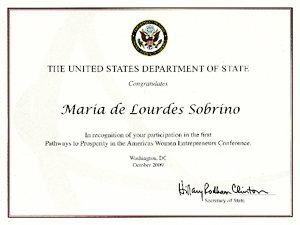 THE UNITED STATES DEPARTMENT OF STATE
Congratulates
Maria de Lourdes Sobrino
In recognition of your participation in the first
Pathways to Prosperity in the Americas Women Entrepreneurs Conference.
Washington, DC
October 2009
Hillary Rodham Clinton
Secretary of State